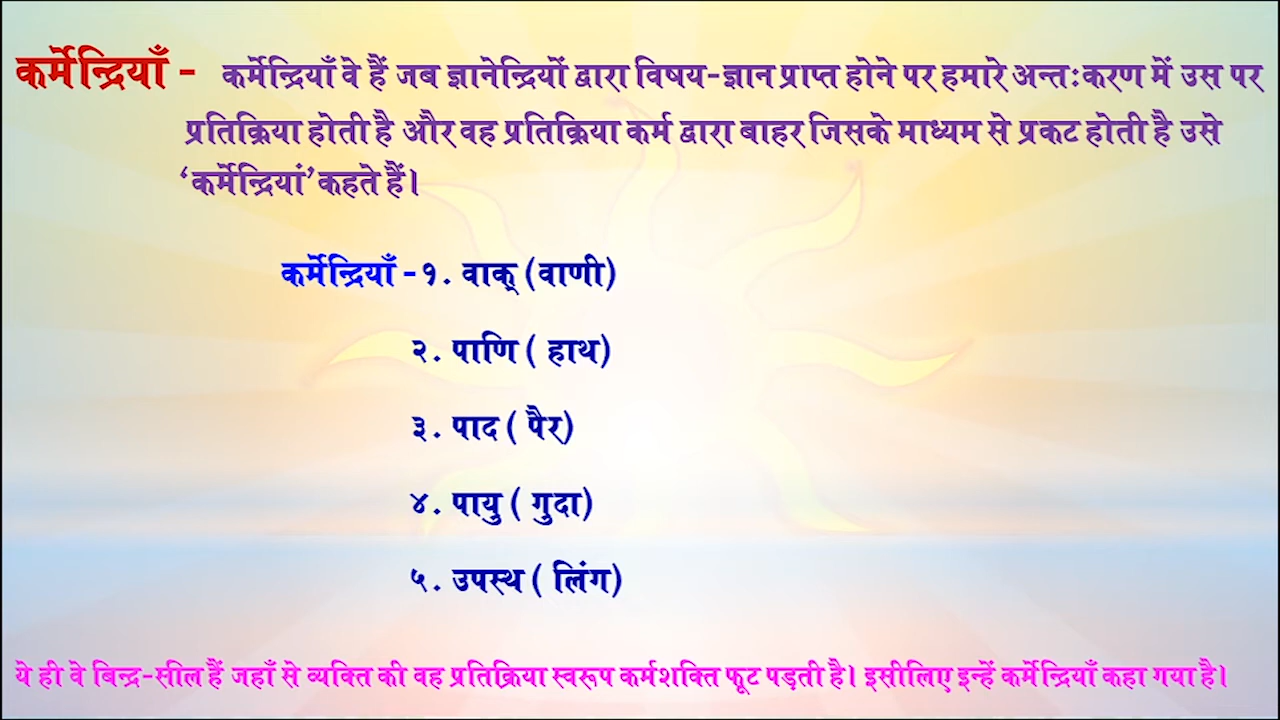 कर्मेन्द्रियाँ - कर्मेन्द्रियाँ वे हैं जब ज्ञानेन्द्रियों द्वारा विषय-ज्ञान प्राप्त होने पर हमारे अन्तःकरण में उस पर
प्रतिक्रिया होती है और वह प्रतिक्रिया कर्म द्वारा बाहर जिसके माध्यम से प्रकट होती है उसे
‘कर्मेन्द्रियां’ कहते हैं।
कर्मेन्द्रियाँ - १. वाक् (वाणी)
२. पाणि ( हाथ)
३. पाद ( पैर)
४. पायु ( गुदा)
५. उपस्थ ( लिंग)
ये ही वे बिन्द्र-सील हैं जहाँ से व्यक्ति की वह प्रतिक्रिया स्वरूप कर्मशक्ति फूट पड़ती है। इसीलिए इन्हें कर्मेन्द्रियाँ कहा गया है।